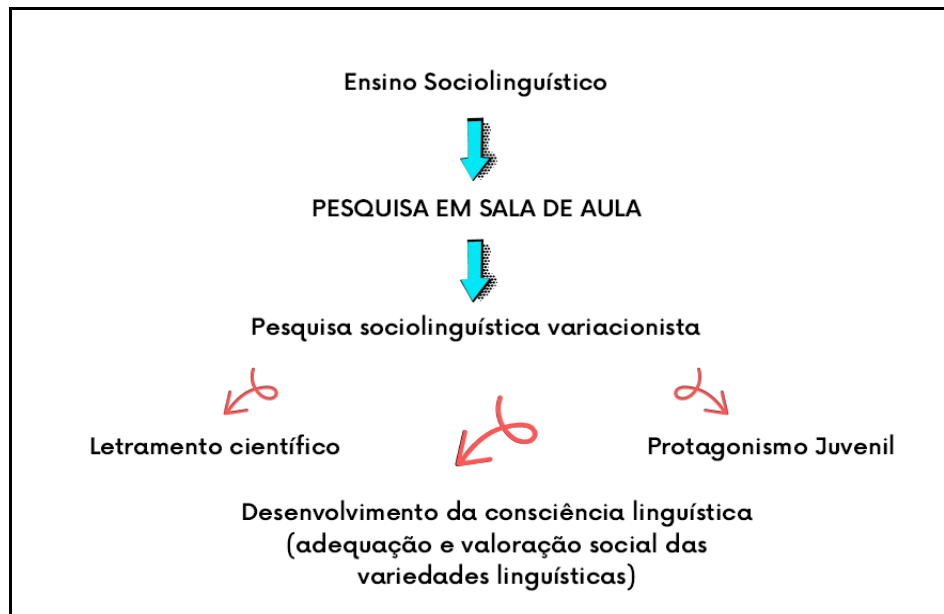 Ensino Sociolinguístico
PESQUISA EM SALA DE AULA
Pesquisa sociolinguística variacionista
Letramento científico
Protagonismo Juvenil
Desenvolvimento da consciência linguística
(adequação e valoração social das
variedades linguísticas)